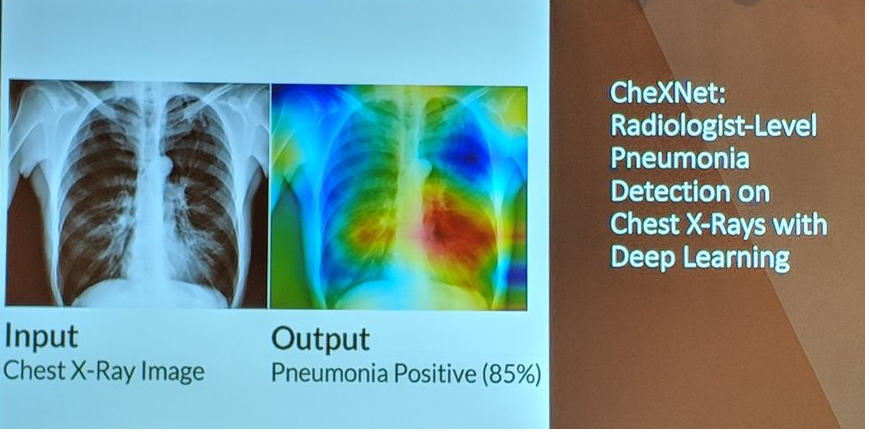 Input
Chest X-Ray Image
Output
Pneumonia Positive (85%)
CheXNet:
Radiologist-Level
Pneumonia
Detection on
Chest X-Rays with
Deep Learning